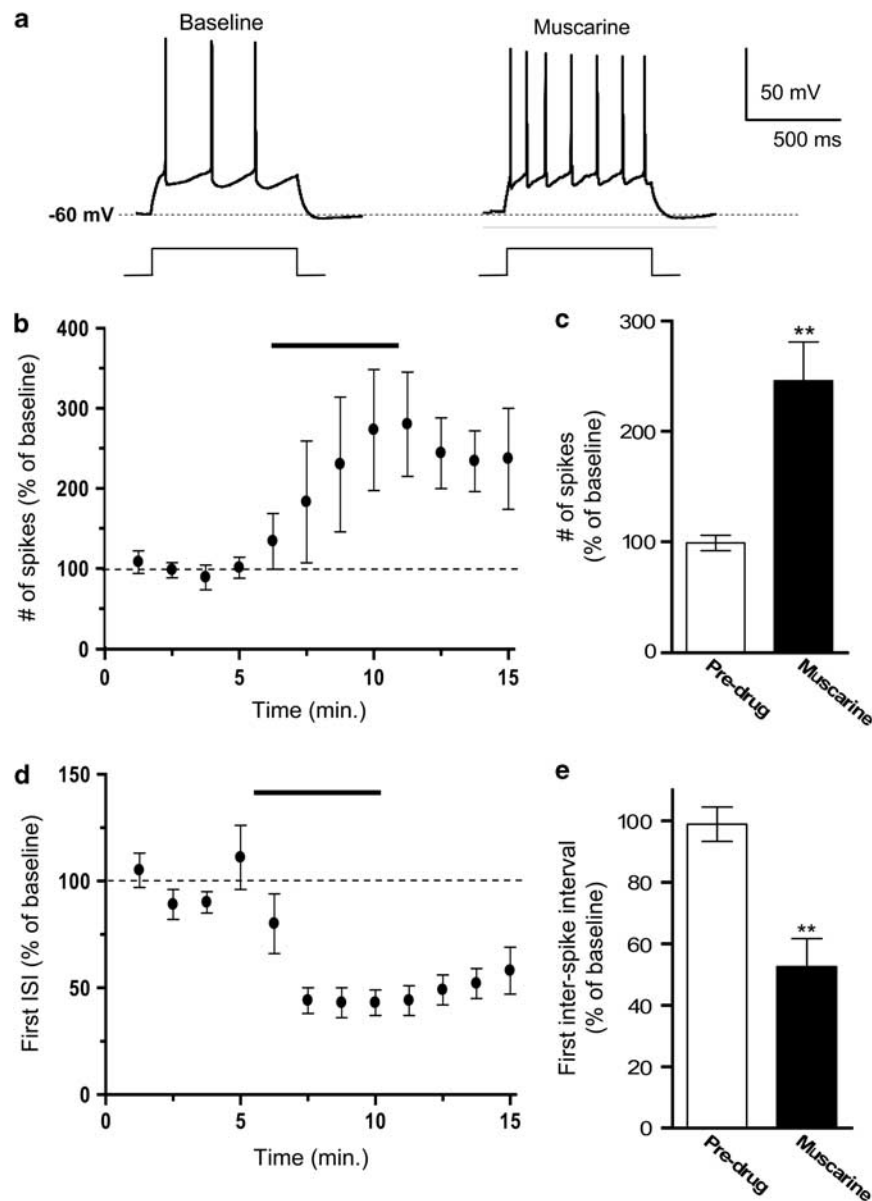 a
Baseline
Muscarine
50 mV
500 ms
-60 mV
b
400
300
200
100
0
# of spikes (% of baseline)
0
5
10
15
Time (min.)
c
300
200
100
0
# of spikes
(% of baseline)
**
Pre-drug
Muscarine
d
150
100
50
0
First ISI (% of baseline)
0
5
10
15
Time (min.)
e
100
80
60
40
20
0
First inter-spike interval
(% of baseline)
**
Pre-drug
Muscarine